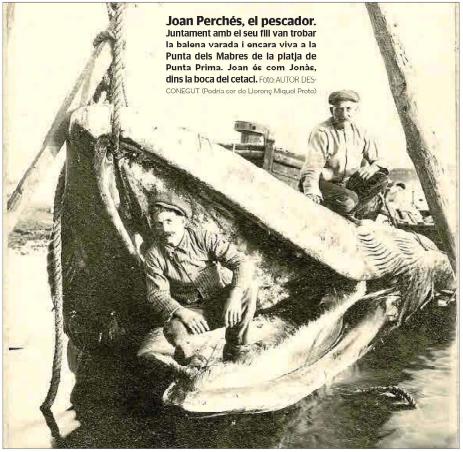 Joan Perchés, el pescador.
Juntament amb el seu fill van trobar
la balena varada i encara viva a la
Punta dels Mabres de la platja de
Punta Prima. Joan és com Jonàs,
dins la boca del cetaci. Foto: AUTOR DES-
CONEGUT (Podria ser de Llorenç Miquel Proto)